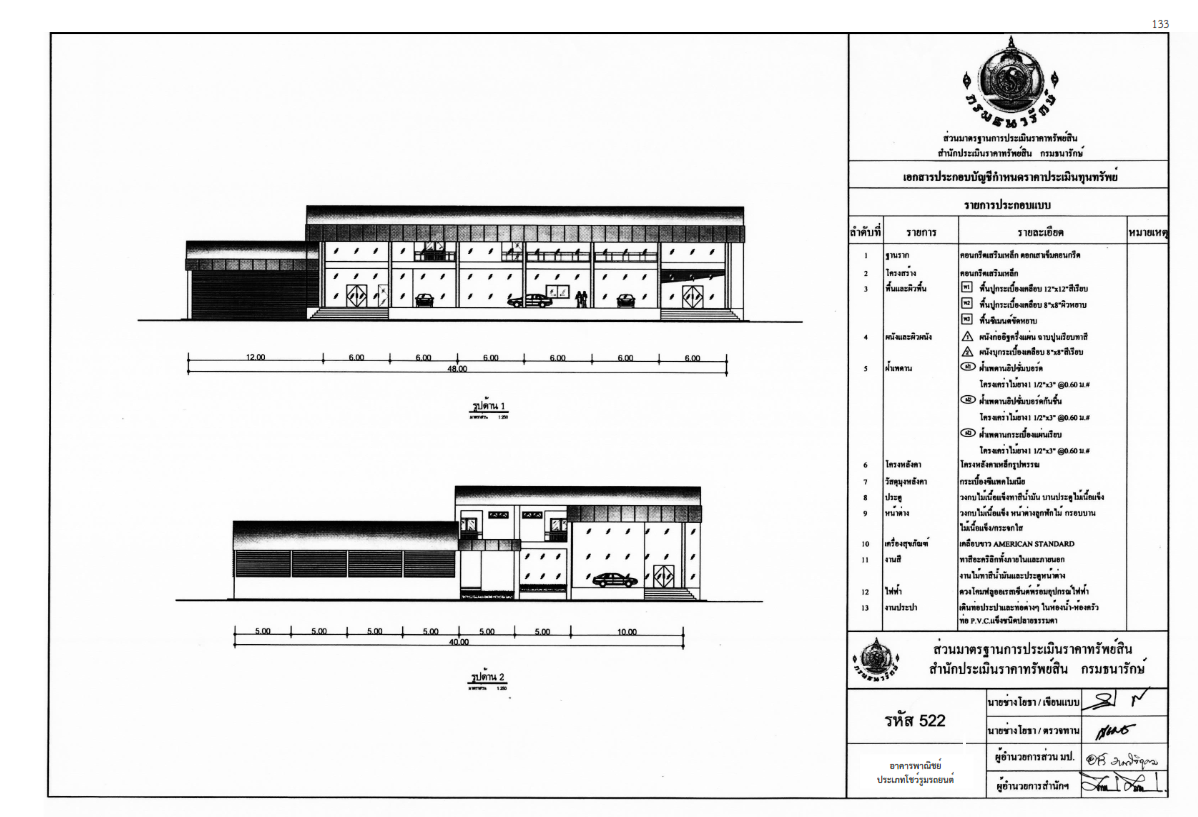 133
12.00 6.00 6.00 6.00 6.00 6.00 6.00
48.00
รูปด้าน 1
มาตราส่วน 1:250
5.00 5.00 5.00 5.00 5.00 5.00 10.00
40.00
รูปด้าน 2
มาตราส่วน 1:250
กรมธนารักษ์
ส่วนมาตรฐานการประเมินราคาทรัพย์สิน
สำนักประเมินราคาทรัพย์สิน กรมธนารักษ์
เอกสารประกอบบัญชีกำหนดราคาประเมินทุนทรัพย์
รายการประกอบแบบ
ลำดับที่ รายการ รายละเอียด หมายเหตุ
1 ฐานราก คอนกรีตเสริมเหล็ก ตอกเสาเข็มคอนกรีต
2 โครงสร้าง คอนกรีตเสริมเหล็ก
3 พื้นและผิวพื้น พ1 พื้นปูกระเบื้องเคลือบ 12"x12"สีเรียบ
พ2 พื้นปูกระเบื้องเคลือบ 8"x8"ผิวหยาบ
พ3 พื้นซีเมนต์ขัดหยาบ
4 ผนังและผิวผนัง 1 ผนังก่ออิฐครึ่งแผ่น ฉาบปูนเรียบทาสี
2 ผนังบุกระเบื้องเคลือบ 8"x8"สีเรียบ
5 ฝ้าเพดาน ฝ1 ฝ้าเพดานยิปซั่มบอร์ด
โครงคร่าวไม้ยาง1 1/2"x3" @0.60 ม.#
ฝ2 ฝ้าเพดานยิปซั่มบอร์ดกันชื้น
โครงคร่าวไม้ยาง1 1/2"x3" @0.60 ม.#
ฝ3 ฝ้าเพดานกระเบื้องแผ่นเรียบ
โครงคร่าวไม้ยาง1 1/2"x3" @0.60 ม.#
6 โครงหลังคา โครงหลังคาเหล็กรูปพรรณ
7 วัสดุมุงหลังคา กระเบื้องซีแพคโมเนีย
8 ประตู วงกบไม้เนื้อแข็งทาสีน้ำมัน บานประตูไม้เนื้อแข็ง
9 หน้าต่าง วงกบไม้เนื้อแข็ง หน้าต่างลูกฟักไม้ กรอบบาน
ไม้เนื้อแข็ง/กระจกใส
10 เครื่องสุขภัณฑ์ เคลือบขาว AMERICAN STANDARD
11 งานสี ทาสีอะคริลิกทั้งภายในและภายนอก
งานไม้ทาสีน้ำมันและประตูหน้าต่าง
12 ไฟฟ้า ดวงโคมฟลูออเรสเซ็นต์พร้อมอุปกรณ์ไฟฟ้า
13 งานประปา เดินท่อประปาและท่อต่างๆ ในห้องน้ำ-ห้องครัว
ท่อ P.V.C.แข็งชนิดปลายธรรมดา
กรมธนารักษ์
ส่วนมาตรฐานการประเมินราคาทรัพย์สิน
สำนักประเมินราคาทรัพย์สิน กรมธนารักษ์
รหัส 522
อาคารพาณิชย์
ประเภทโชว์รูมรถยนต์
นายช่างโยธา / เขียนแบบ
นายช่างโยธา / ตรวจทาน
ผู้อำนวยการส่วน มป.
ผู้อำนวยการสำนักฯ